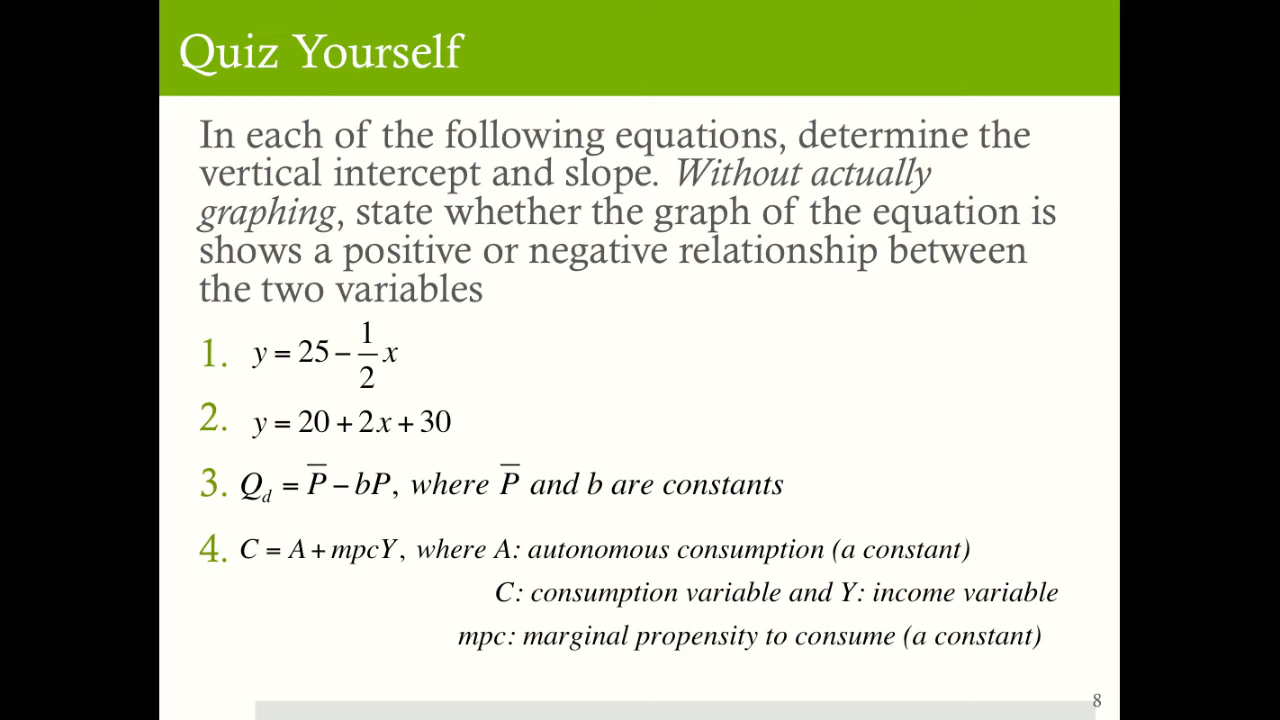 Quiz Yourself
In each of the following equations, determine the
vertical intercept and slope. Without actually
graphing, state whether the graph of the equation is
shows a positive or negative relationship between
the two variables
1. y = 25 − 1/2 x
2. y = 20 + 2x + 30
3. Q_d = P̅ − bP, where P̅ and b are constants
4. C = A + mpcY, where A: autonomous consumption (a constant)
C: consumption variable and Y: income variable
mpc: marginal propensity to consume (a constant)
8